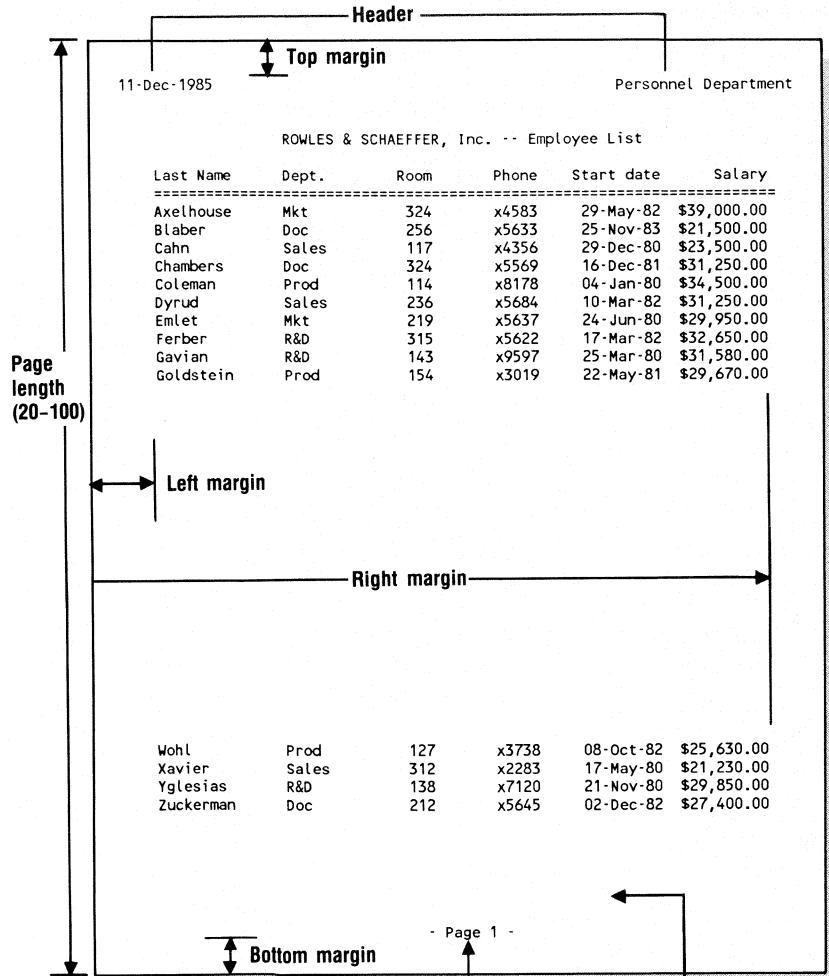 Header
Top margin
11-Dec-1985 Personnel Department
ROWLES & SCHAEFFER, Inc. -- Employee List
Last Name Dept. Room Phone Start date Salary
==========================================================================
Axelhouse Mkt 324 x4583 29-May-82 $39,000.00
Blaber Doc 256 x5633 25-Nov-83 $21,500.00
Cahn Sales 117 x4356 29-Dec-80 $23,500.00
Chambers Doc 324 x5569 16-Dec-81 $31,250.00
Coleman Prod 114 x8178 04-Jan-80 $34,500.00
Dyrud Sales 236 x5684 10-Mar-82 $31,250.00
Emlet Mkt 219 x5637 24-Jun-80 $29,950.00
Ferber R&D 315 x5622 17-Mar-82 $32,650.00
Gavian R&D 143 x9597 25-Mar-80 $31,580.00
Goldstein Prod 154 x3019 22-May-81 $29,670.00
Page
length
(20–100)
Left margin
Right margin
Wohl Prod 127 x3738 08-Oct-82 $25,630.00
Xavier Sales 312 x2283 17-May-80 $21,230.00
Yglesias R&D 138 x7120 21-Nov-80 $29,850.00
Zuckerman Doc 212 x5645 02-Dec-82 $27,400.00
- Page 1 -
Bottom margin